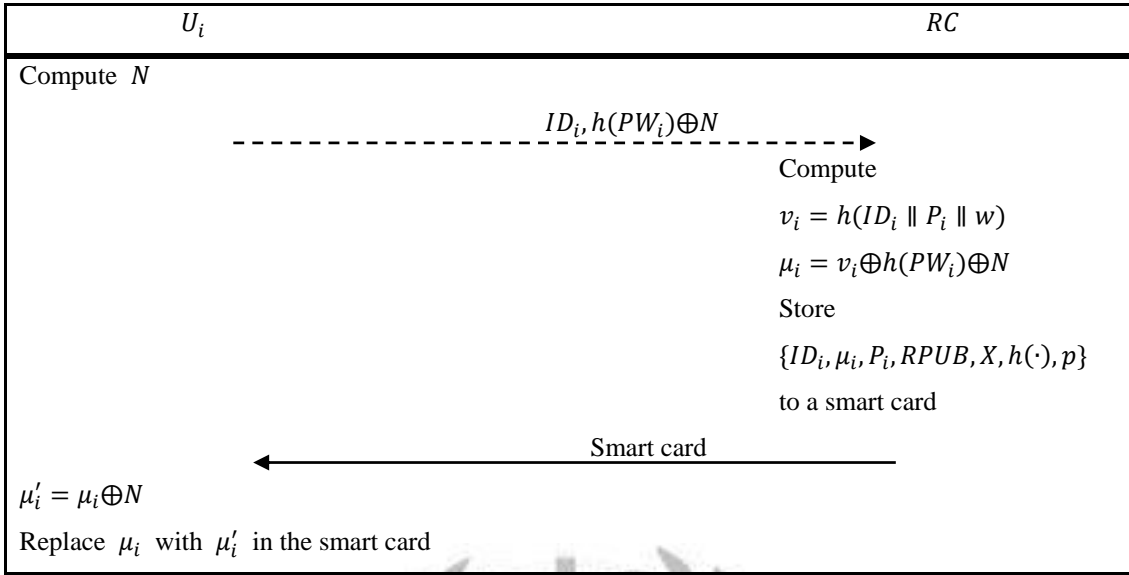 U_i RC
Compute N
ID_i, h(PW_i)⊕N
Compute
v_i = h(ID_i ∥ P_i ∥ w)
μ_i = v_i⊕h(PW_i)⊕N
Store
{ID_i, μ_i, P_i, RPUB, X, h(·), p}
to a smart card
Smart card
μ′_i = μ_i⊕N
Replace μ_i with μ′_i in the smart card